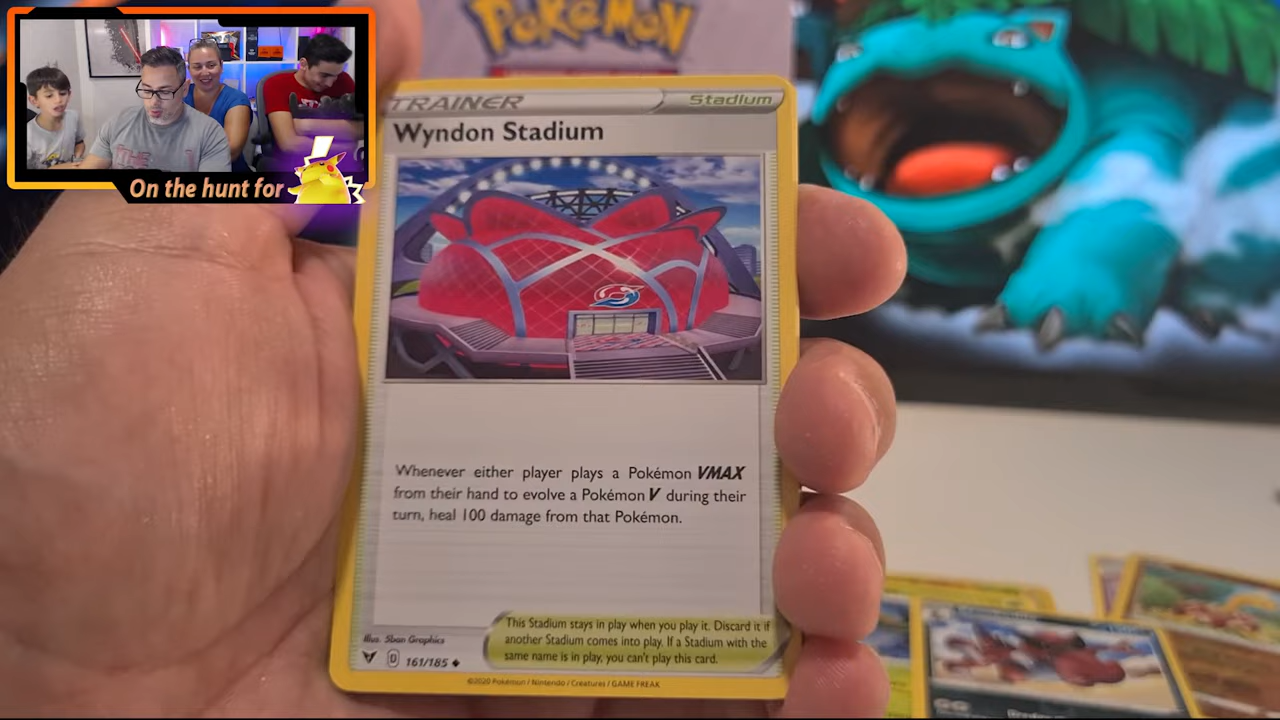 POKéMON
On the hunt for
TRAINER
Stadium
Wyndon Stadium
Whenever either player plays a Pokémon VMAX
from their hand to evolve a Pokémon V during their
turn, heal 100 damage from that Pokémon.
This Stadium stays in play when you play it. Discard it if
another Stadium comes into play. If a Stadium with the
same name is in play, you can't play this card.
Illus. Sban Graphics
D 161/185
©2020 Pokémon / Nintendo / Creatures / GAME FREAK